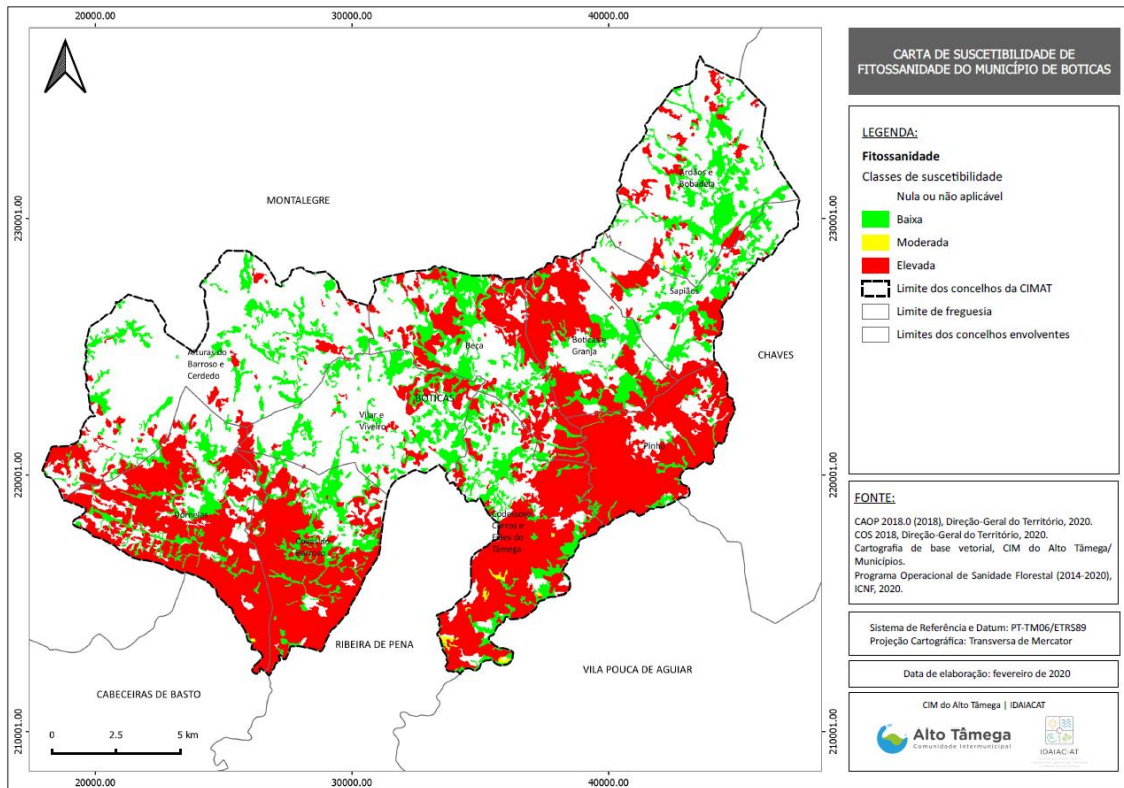 20000.00
30000.00
40000.00
230001.00
220001.00
210001.00
230001.00
220001.00
210001.00
MONTALEGRE
Ardãos e
Bobadela
Sapiãos
CHAVES
Beça
Boticas e
Granja
Alturas do
Barroso e
Cerdedo
BOTICAS
Vilar e
Viveiro
Pinho
Dornelas
Codessoso,
Curros e
Fiães do
Tâmega
Covas do
Barroso
RIBEIRA DE PENA
VILA POUCA DE AGUIAR
CABECEIRAS DE BASTO
0
2.5
5 km
20000.00
30000.00
40000.00
CARTA DE SUSCETIBILIDADE DE
FITOSSANIDADE DO MUNICÍPIO DE BOTICAS
LEGENDA:
Fitossanidade
Classes de suscetibilidade
Nula ou não aplicável
Baixa
Moderada
Elevada
Limite dos concelhos da CIMAT
Limite de freguesia
Limites dos concelhos envolventes
FONTE:
CAOP 2018.0 (2018), Direção-Geral do Território, 2020.
COS 2018, Direção-Geral do Território, 2020.
Cartografia de base vetorial, CIM do Alto Tâmega/
Municípios.
Programa Operacional de Sanidade Florestal (2014-2020),
ICNF, 2020.
Sistema de Referência e Datum: PT-TM06/ETRS89
Projeção Cartográfica: Transversa de Mercator
Data de elaboração: fevereiro de 2020
CIM do Alto Tâmega | IDAIACAT
Alto Tâmega
Comunidade Intermunicipal
IDAIAC-AT